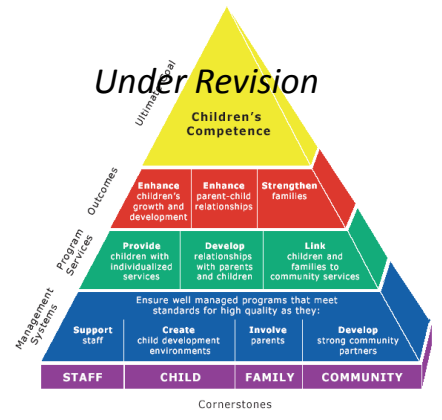 Under Revision
Ultimate Goal
Children's
Competence
Outcomes
Enhance
children's
growth and
development
Enhance
parent-child
relationships
Strengthen
families
Program
Services
Provide
children with
individualized
services
Develop
relationships
with parents
and children
Link
children and
families to
community services
Management
Systems
Ensure well managed programs that meet
standards for high quality as they:
Support
staff
Create
child development
environments
Involve
parents
Develop
strong community
partners
STAFF
CHILD
FAMILY
COMMUNITY
Cornerstones